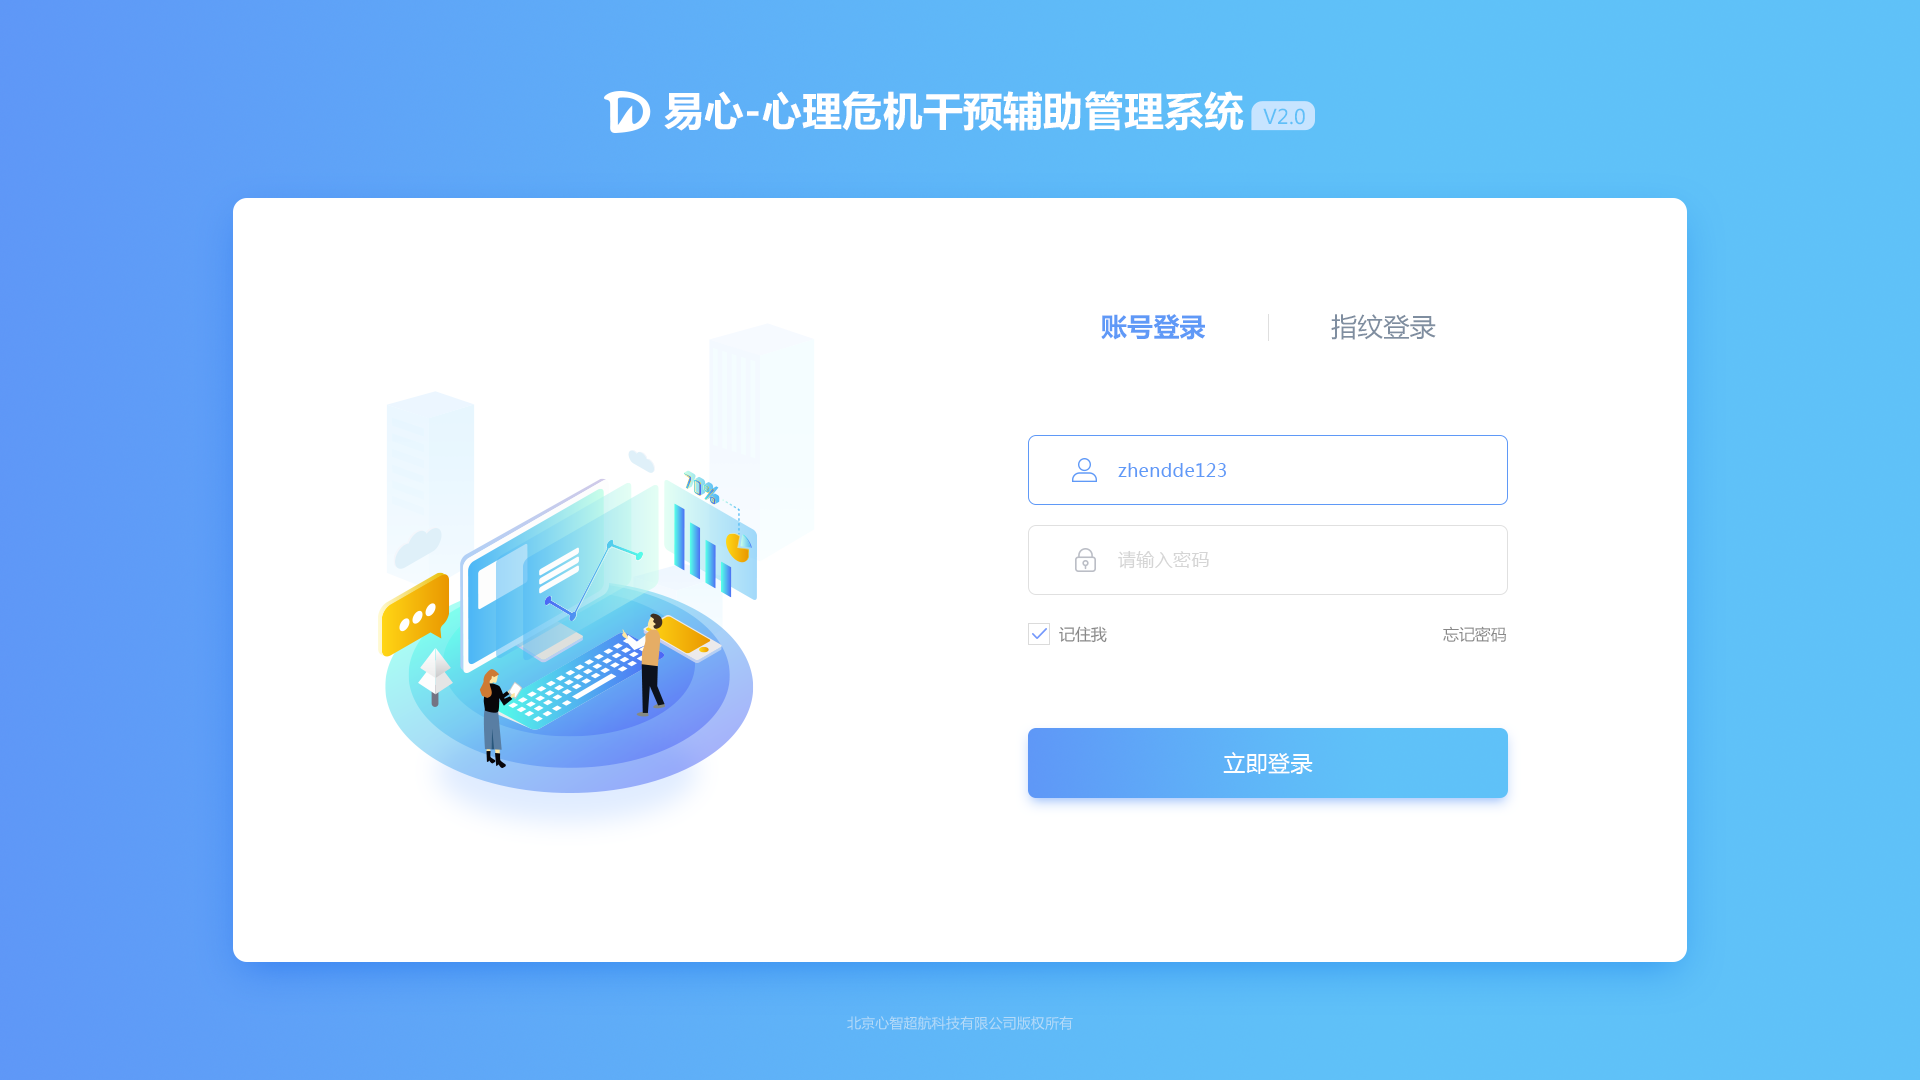 易心-心理危机干预辅助管理系统 V2.0
账号登录 指纹登录
zhendde123
请输入密码
记住我 忘记密码
立即登录
70%
北京心智超航科技有限公司版权所有